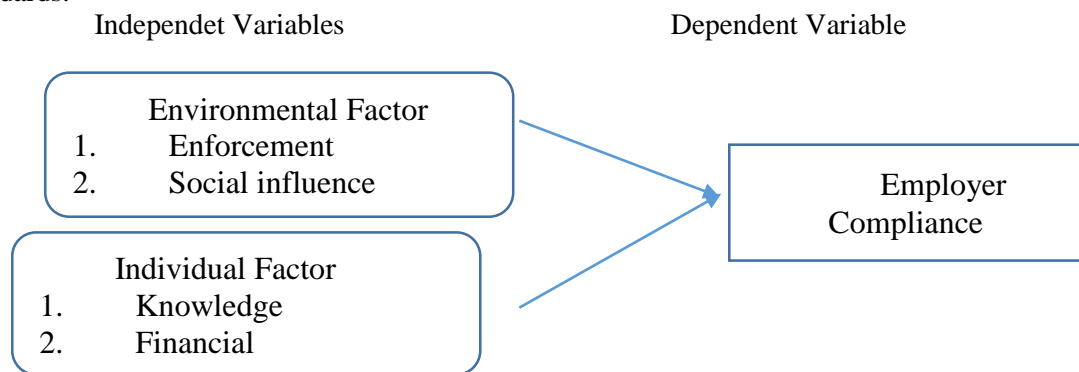 Independet Variables Dependent Variable
Environmental Factor
1. Enforcement
2. Social influence
Employer
Compliance
Individual Factor
1. Knowledge
2. Financial